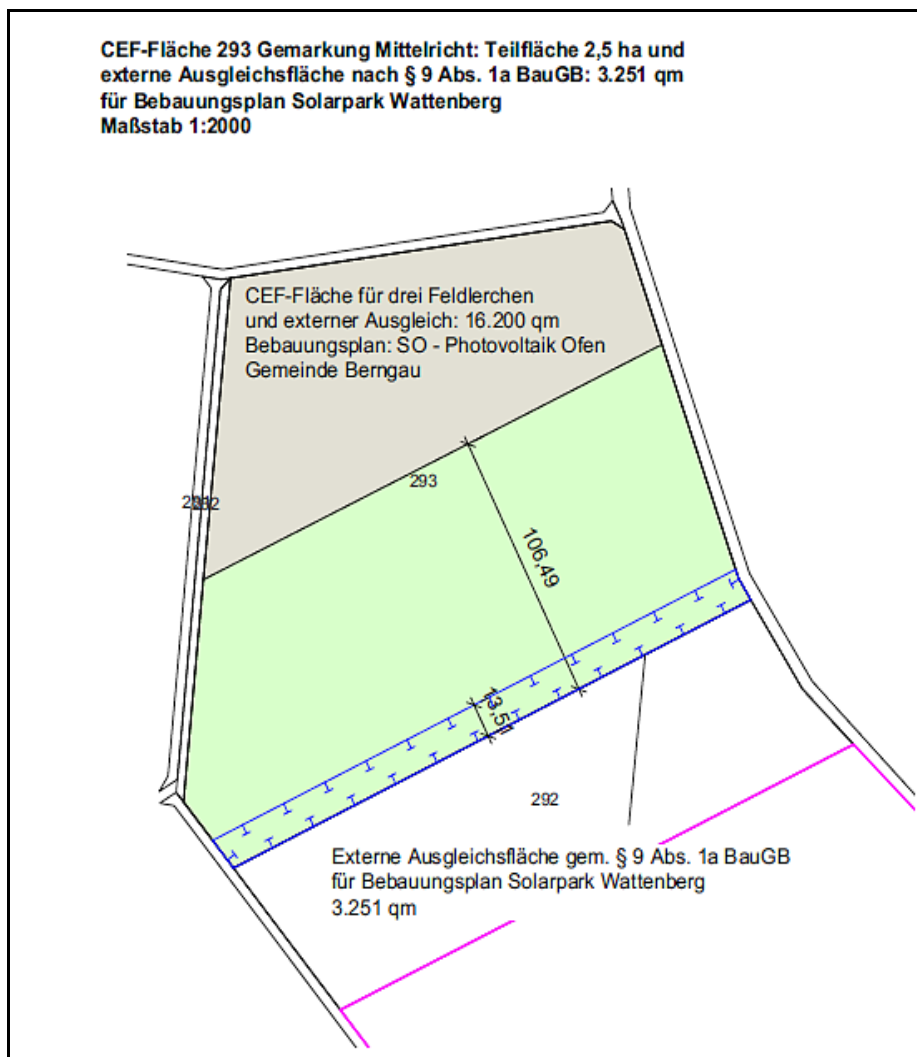 CEF-Fläche 293 Gemarkung Mittelricht: Teilfläche 2,5 ha und
externe Ausgleichsfläche nach § 9 Abs. 1a BauGB: 3.251 qm
für Bebauungsplan Solarpark Wattenberg
Maßstab 1:2000
CEF-Fläche für drei Feldlerchen
und externer Ausgleich: 16.200 qm
Bebauungsplan: SO - Photovoltaik Ofen
Gemeinde Berngau
293
106,49
13,51
292
Externe Ausgleichsfläche gem. § 9 Abs. 1a BauGB
für Bebauungsplan Solarpark Wattenberg
3.251 qm